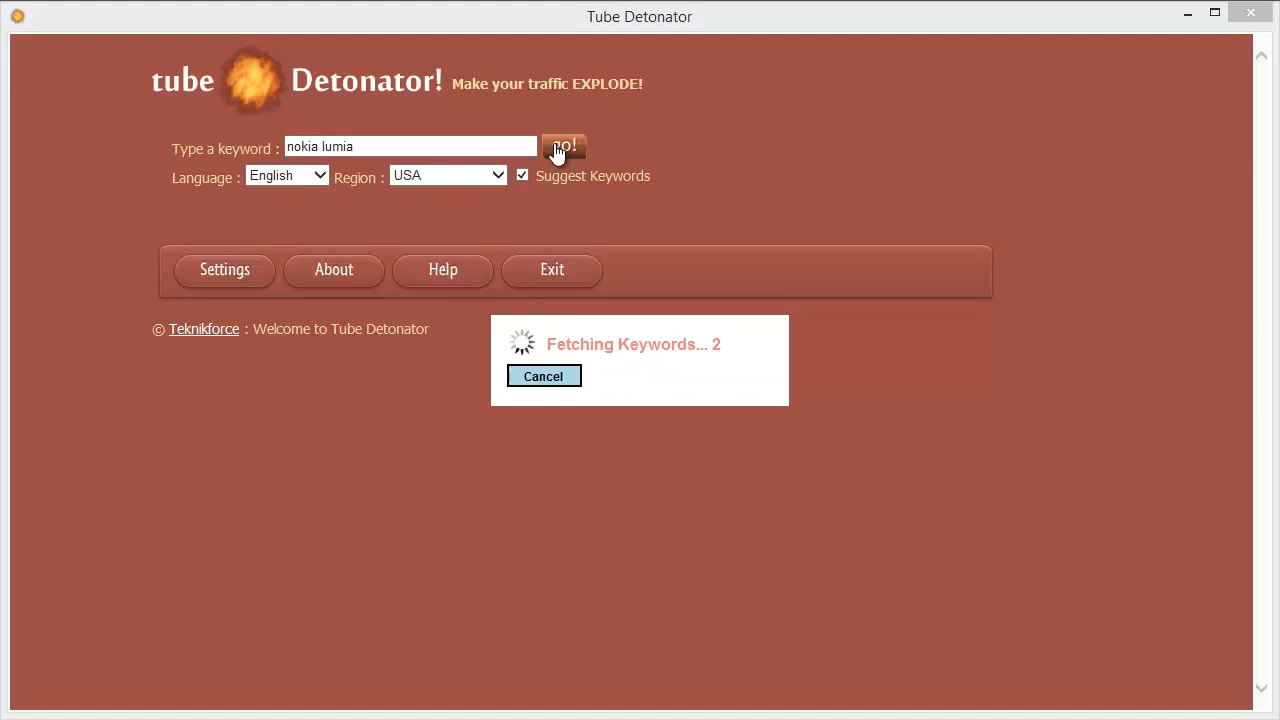 Tube Detonator
tube Detonator! Make your traffic EXPLODE!
Type a keyword : nokia lumia go!
Language : English Region : USA Suggest Keywords
Settings About Help Exit
© Teknikforce : Welcome to Tube Detonator
Fetching Keywords... 2
Cancel